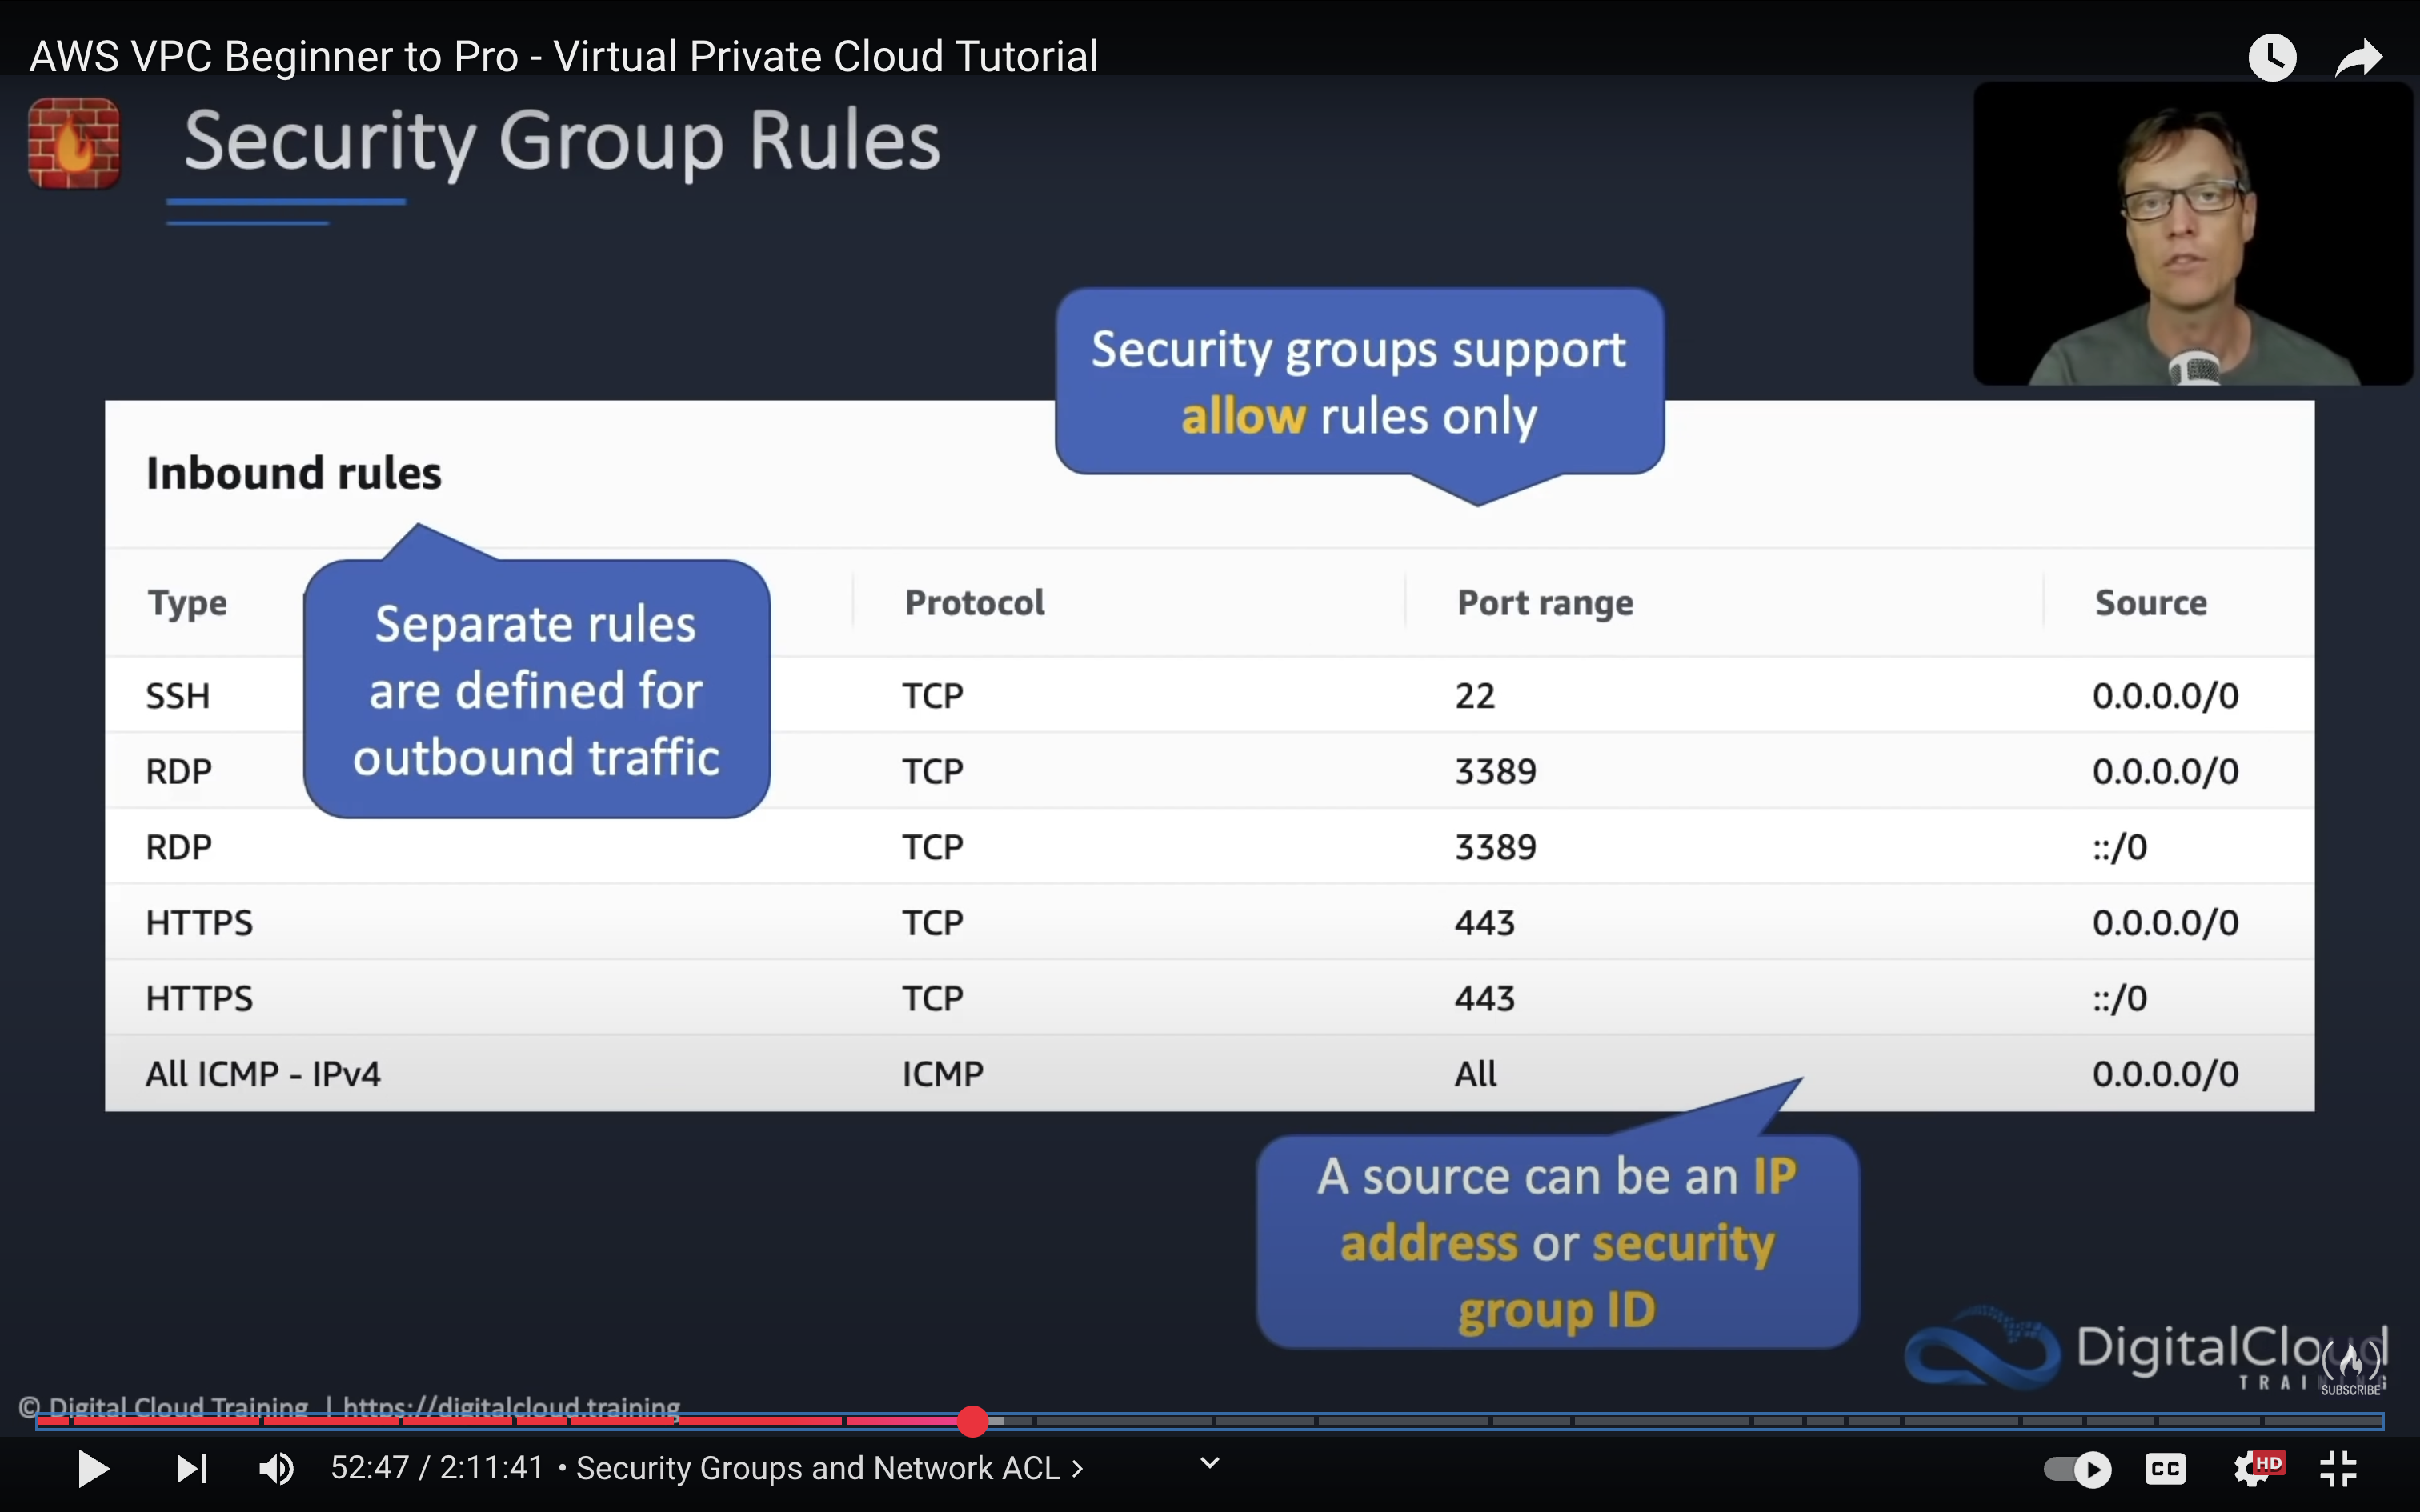 AWS VPC Beginner to Pro - Virtual Private Cloud Tutorial
Security Group Rules
Security groups support
allow rules only
Inbound rules
Separate rules
are defined for
outbound traffic
Type Protocol Port range Source
SSH TCP 22 0.0.0.0/0
RDP TCP 3389 0.0.0.0/0
RDP TCP 3389 ::/0
HTTPS TCP 443 0.0.0.0/0
HTTPS TCP 443 ::/0
All ICMP - IPv4 ICMP All 0.0.0.0/0
A source can be an IP
address or security
group ID
DigitalCloud
TRAINING
SUBSCRIBE
© Digital Cloud Training | https://digitalcloud.training
52:47 / 2:11:41 • Security Groups and Network ACL >
CC
HD